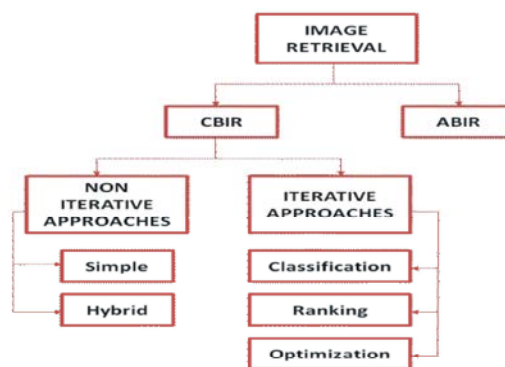 IMAGE
RETRIEVAL
CBIR
ABIR
NON
ITERATIVE
APPROACHES
ITERATIVE
APPROACHES
Simple
Classification
Hybrid
Ranking
Optimization